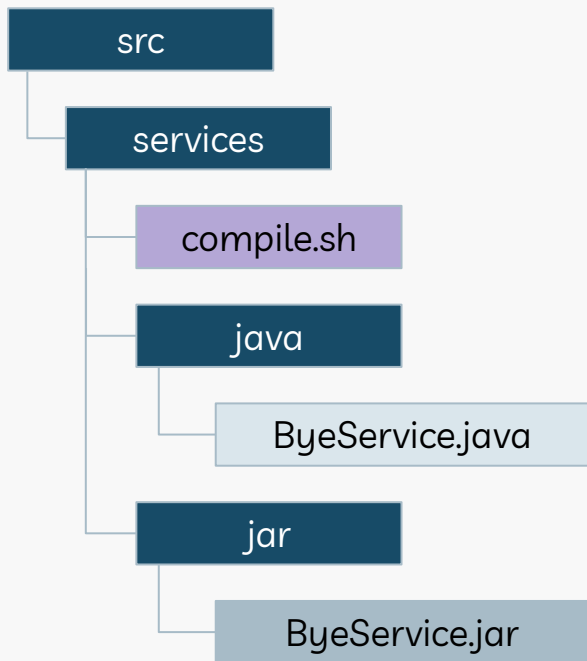 src
services
compile.sh
java
ByeService.java
jar
ByeService.jar